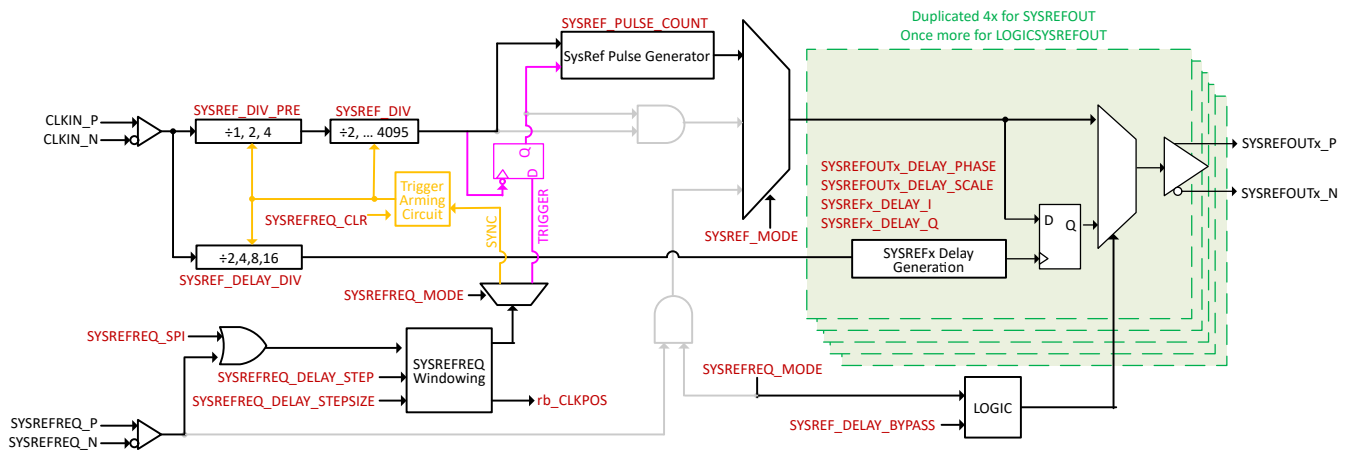 Duplicated 4x for SYSREFOUT
Once more for LOGICSYSREFOUT
SYSREF_PULSE_COUNT
SysRef Pulse Generator
SYSREF_DIV_PRE
SYSREF_DIV
CLKIN_P
CLKIN_N
÷1, 2, 4
÷2, ... 4095
Q
D
Trigger
Arming
Circuit
SYSREFREQ_CLR
SYNC
TRIGGER
SYSREF_MODE
SYSREFOUTx_DELAY_PHASE
SYSREFOUTx_DELAY_SCALE
SYSREFx_DELAY_I
SYSREFx_DELAY_Q
D
Q
SYSREFOUTx_P
SYSREFOUTx_N
÷2,4,8,16
SYSREF_DELAY_DIV
SYSREFx Delay
Generation
SYSREFREQ_MODE
SYSREFREQ_SPI
SYSREFREQ
Windowing
SYSREFREQ_DELAY_STEP
SYSREFREQ_DELAY_STEPSIZE
rb_CLKPOS
SYSREFREQ_MODE
LOGIC
SYSREF_DELAY_BYPASS
SYSREFREQ_P
SYSREFREQ_N